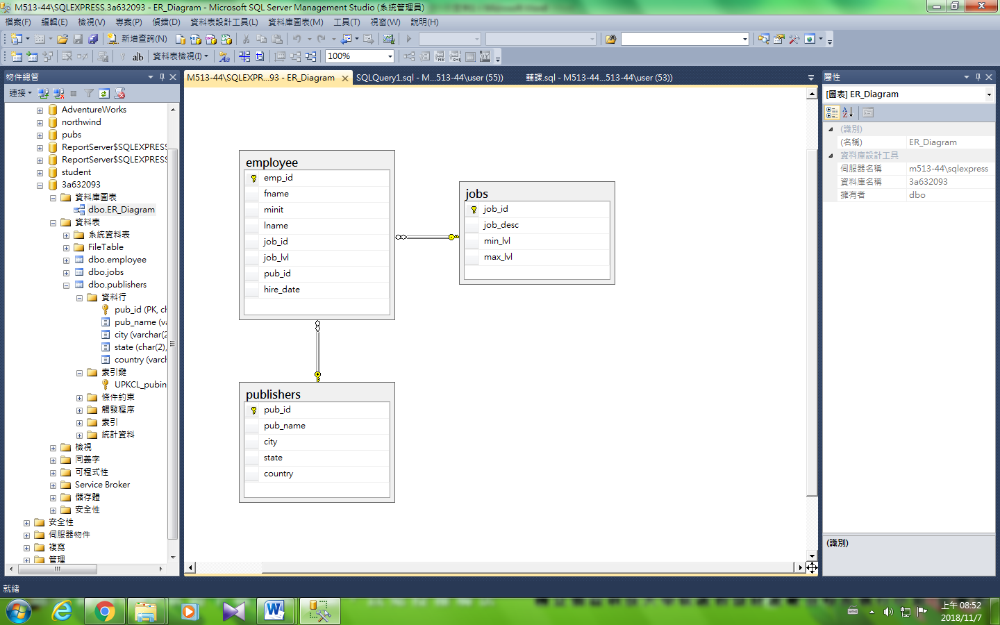 M513-44\SQLEXPRESS.3a632093 - ER_Diagram - Microsoft SQL Server Management Studio (系統管理員)
檔案(F) 編輯(E) 檢視(V) 專案(P) 偵錯(D) 資料表設計工具(L) 資料庫圖表(M) 工具(T) 視窗(W) 說明(H)
新增查詢(N)
ab| 資料表檢視(I) 100%
物件總管
連接
AdventureWorks
northwind
pubs
ReportServer$SQLEXPRESS
ReportServer$SQLEXPRESS
student
3a632093
資料庫圖表
dbo.ER_Diagram
資料表
系統資料表
FileTable
dbo.employee
dbo.jobs
dbo.publishers
資料行
pub_id (PK, ch
pub_name (va
city (varchar(2
state (char(2),
country (varch
索引鍵
UPKCL_pubin
條件約束
觸發程序
索引
統計資料
檢視
同義字
可程式性
Service Broker
儲存體
安全性
安全性
伺服器物件
複寫
管理
M513-44\SQLEXPR...93 - ER_Diagram SQLQuery1.sql - M...513-44\user (55)) 輔課.sql - M513-44...513-44\user (53))
employee
emp_id
fname
minit
lname
job_id
job_lvl
pub_id
hire_date
jobs
job_id
job_desc
min_lvl
max_lvl
publishers
pub_id
pub_name
city
state
country
屬性
[圖表] ER_Diagram
(識別)
(名稱) ER_Diagram
資料庫設計工具
伺服器名稱 m513-44\sqlexpress
資料庫名稱 3a632093
擁有者 dbo
(識別)
就緒
上午 08:52
2018/11/7